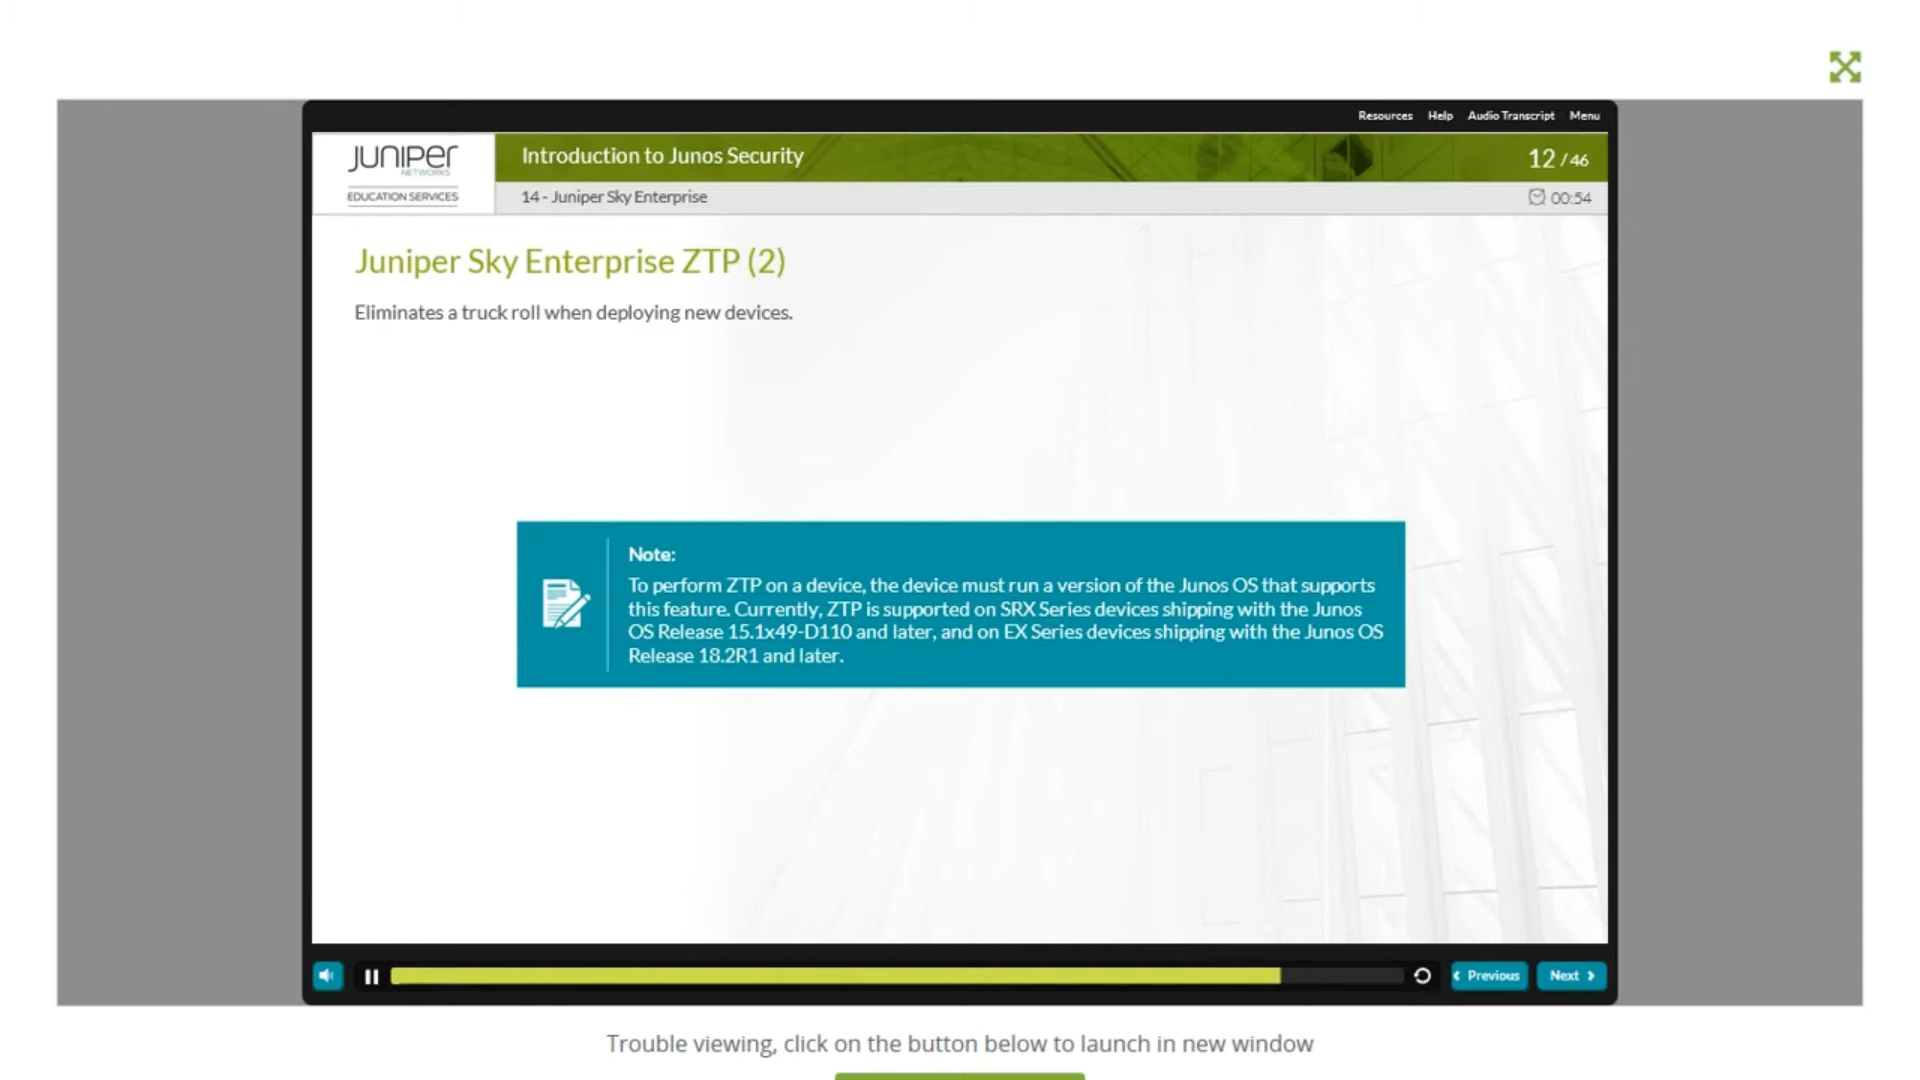 Resources Help Audio Transcript Menu
JUNIPER
NETWORKS
EDUCATION SERVICES
Introduction to Junos Security
12 / 46
14 - Juniper Sky Enterprise
00:54
Juniper Sky Enterprise ZTP (2)
Eliminates a truck roll when deploying new devices.
Note:
To perform ZTP on a device, the device must run a version of the Junos OS that supports
this feature. Currently, ZTP is supported on SRX Series devices shipping with the Junos
OS Release 15.1x49-D110 and later, and on EX Series devices shipping with the Junos OS
Release 18.2R1 and later.
Previous
Next
Trouble viewing, click on the button below to launch in new window